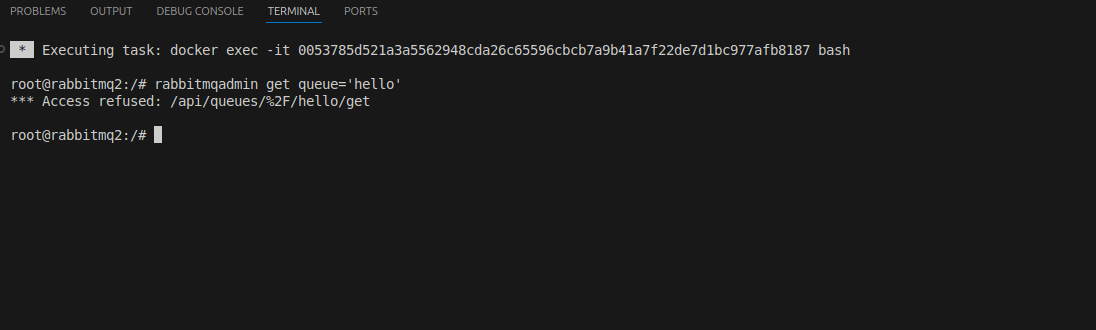 PROBLEMS OUTPUT DEBUG CONSOLE TERMINAL PORTS
* Executing task: docker exec -it 0053785d521a3a5562948cda26c65596cbcb7a9b41a7f22de7d1bc977afb8187 bash
root@rabbitmq2:/# rabbitmqadmin get queue='hello'
*** Access refused: /api/queues/%2F/hello/get
root@rabbitmq2:/#